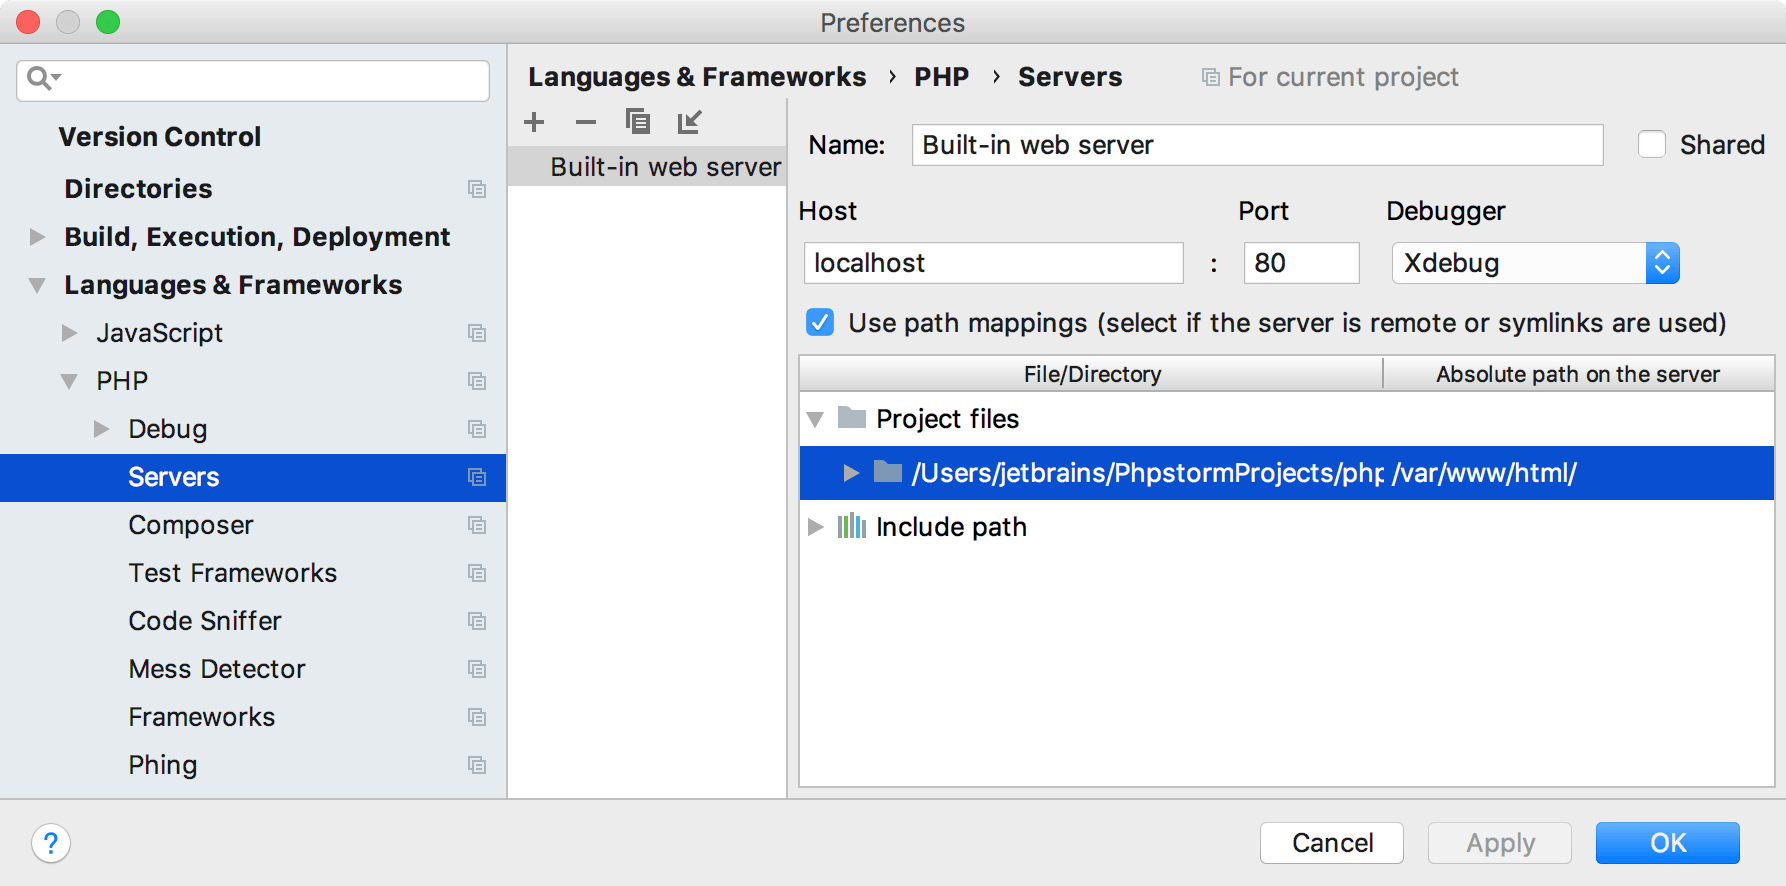 Preferences
Version Control
Directories
Build, Execution, Deployment
Languages & Frameworks
JavaScript
PHP
Debug
Servers
Composer
Test Frameworks
Code Sniffer
Mess Detector
Frameworks
Phing
Languages & Frameworks › PHP › Servers For current project
Built-in web server
Name: Built-in web server Shared
Host Port Debugger
localhost : 80 Xdebug
Use path mappings (select if the server is remote or symlinks are used)
File/Directory Absolute path on the server
Project files
/Users/jetbrains/PhpstormProjects/php /var/www/html/
Include path
? Cancel Apply OK